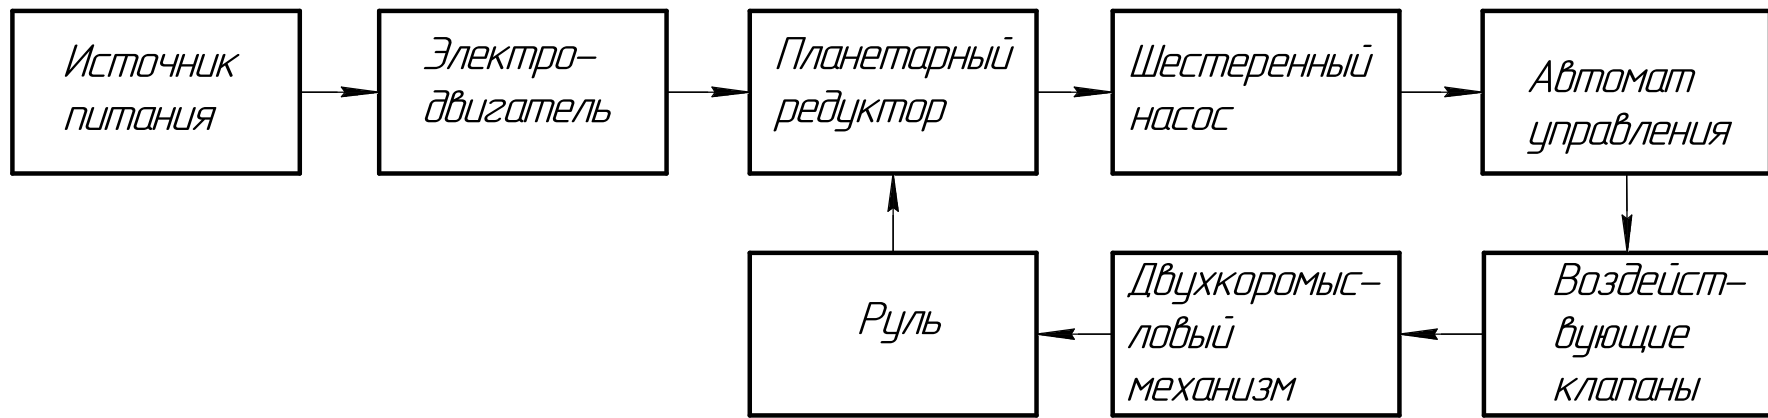 Источник
питания
Электро-
двигатель
Планетарный
редуктор
Шестеренный
насос
Автомат
управления
Руль
Двухкоромыс-
ловый
механизм
Воздейст-
вующие
клапаны